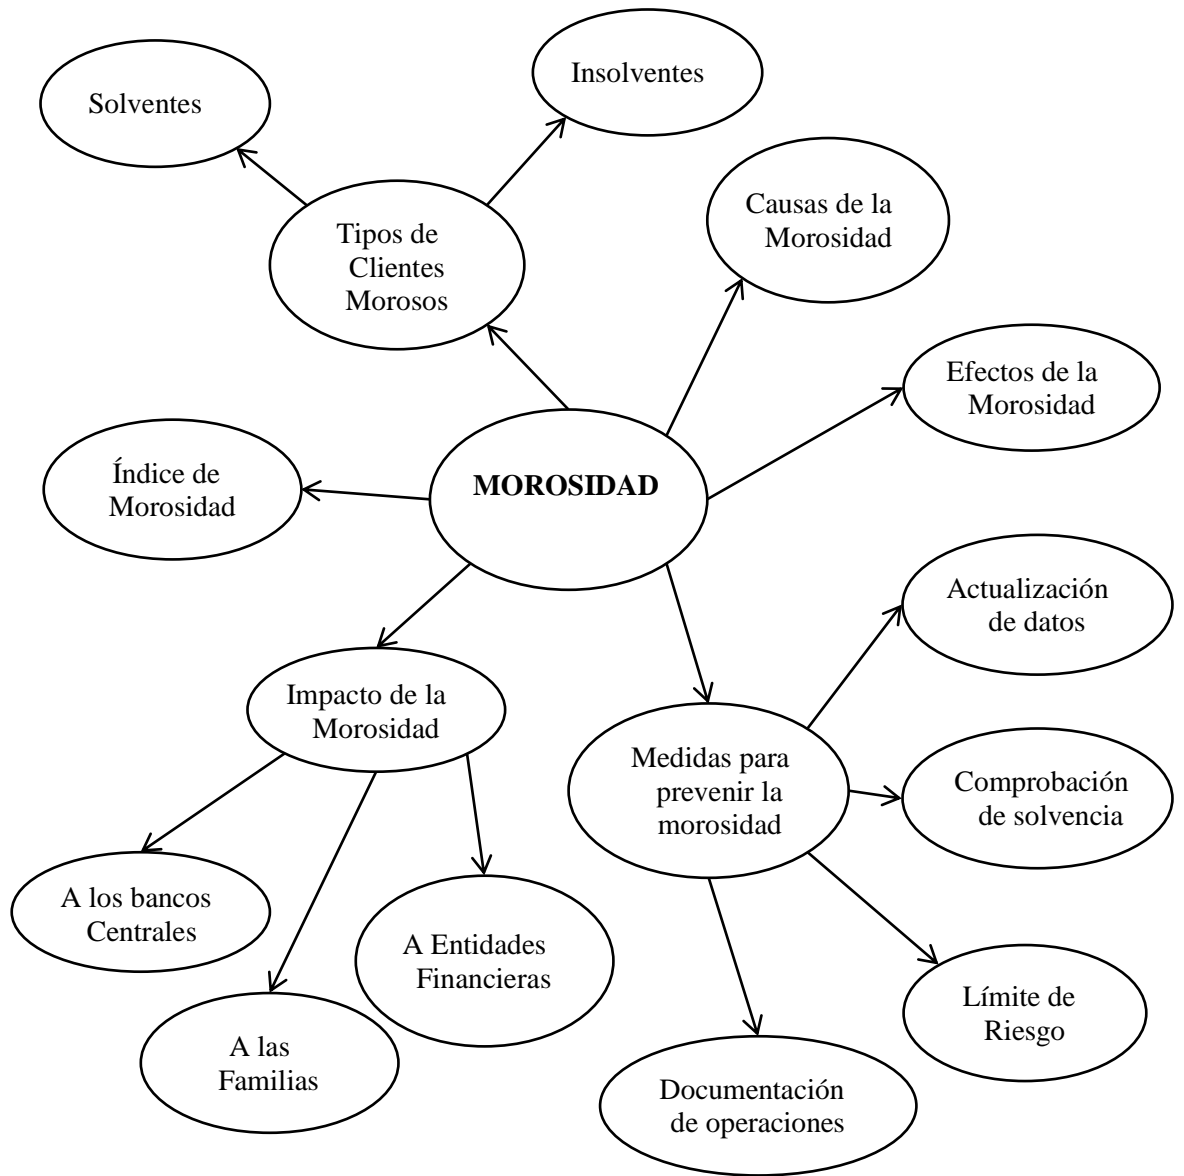 Insolventes
Solventes
Causas de la
Morosidad
Tipos de
Clientes
Morosos
Efectos de la
Morosidad
Índice de
Morosidad
MOROSIDAD
Actualización
de datos
Impacto de la
Morosidad
Medidas para
prevenir la
morosidad
Comprobación
de solvencia
A los bancos
Centrales
A Entidades
Financieras
Límite de
Riesgo
A las
Familias
Documentación
de operaciones